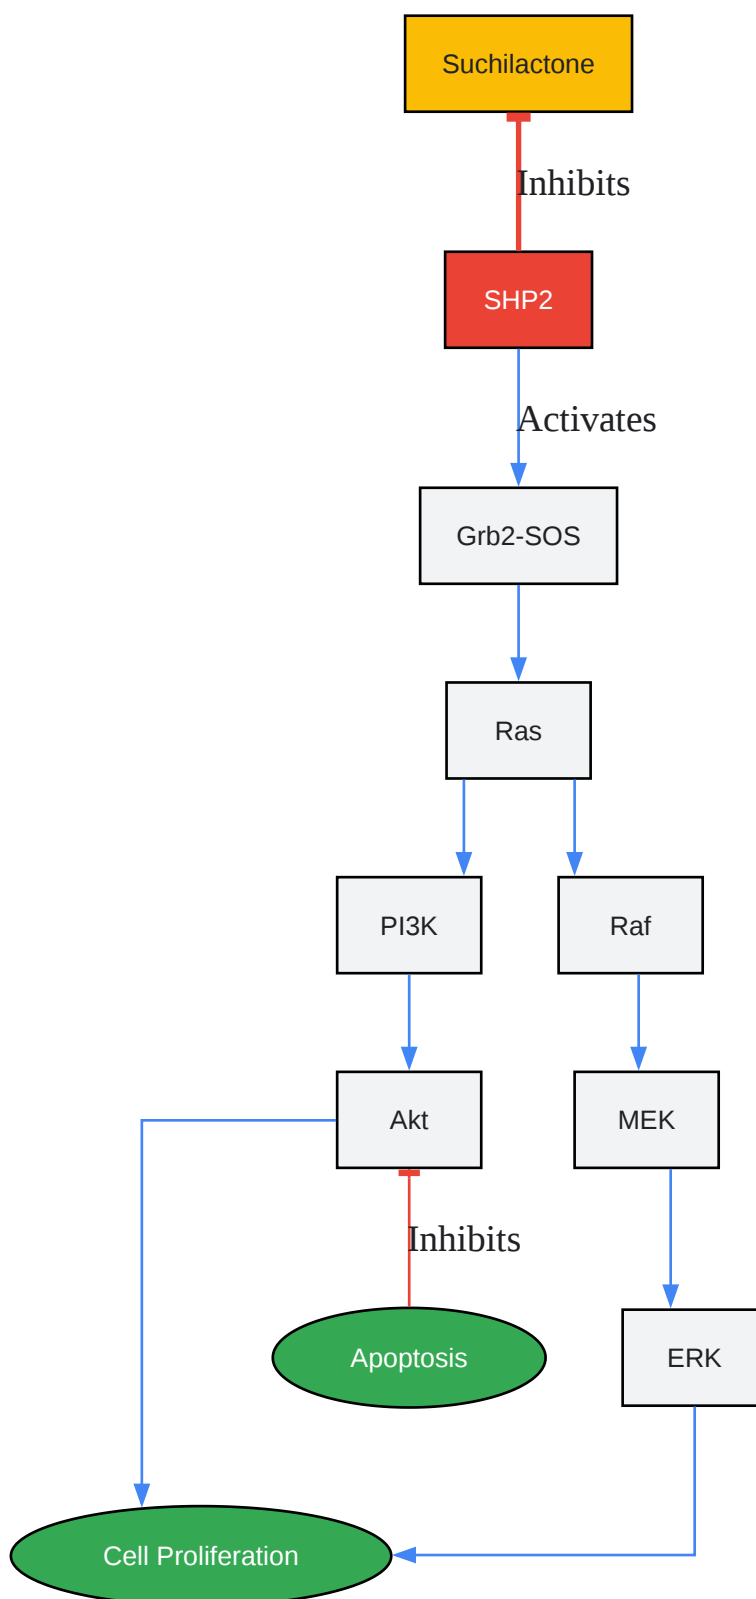 Suchilactone
Inhibits
SHP2
Activates
Grb2-SOS
Ras
PI3K
Raf
Akt
MEK
Inhibits
Apoptosis
ERK
Cell Proliferation